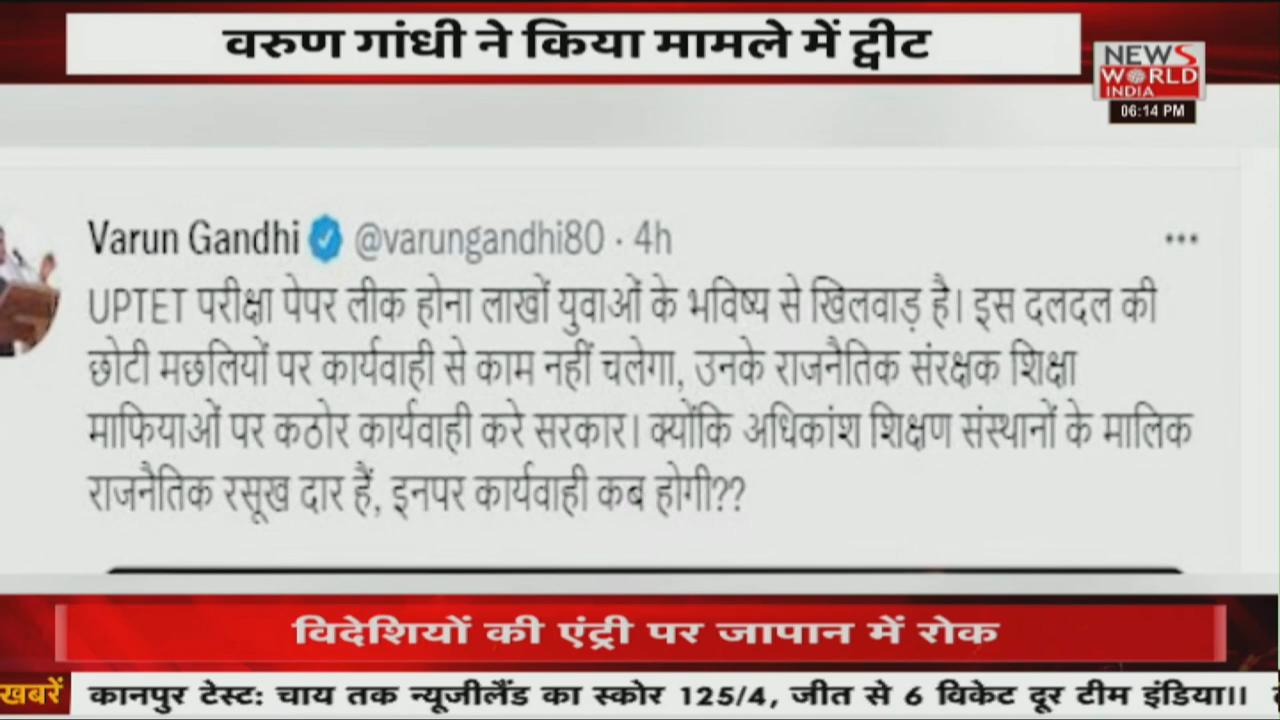 वरुण गांधी ने किया मामले में ट्वीट
NEWS
WORLD
INDIA
06:14 PM
Varun Gandhi @varungandhi80 · 4h
UPTET परीक्षा पेपर लीक होना लाखों युवाओं के भविष्य से खिलवाड़ है। इस दलदल की
छोटी मछलियों पर कार्यवाही से काम नहीं चलेगा, उनके राजनैतिक संरक्षक शिक्षा
माफियाओं पर कठोर कार्यवाही करे सरकार। क्योंकि अधिकांश शिक्षण संस्थानों के मालिक
राजनैतिक रसूख दार हैं, इनपर कार्यवाही कब होगी??
विदेशियों की एंट्री पर जापान में रोक
खबरें कानपुर टेस्ट: चाय तक न्यूजीलैंड का स्कोर 125/4, जीत से 6 विकेट दूर टीम इंडिया।।